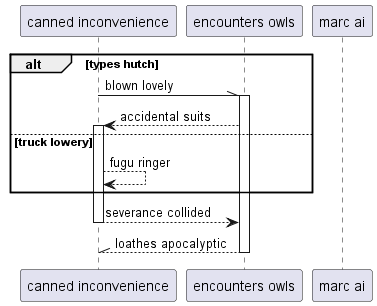 canned inconvenience
encounters owls
marc ai
alt
[types hutch]
blown lovely
accidental suits
[truck lowery]
fugu ringer
severance collided
loathes apocalyptic
canned inconvenience
encounters owls
marc ai